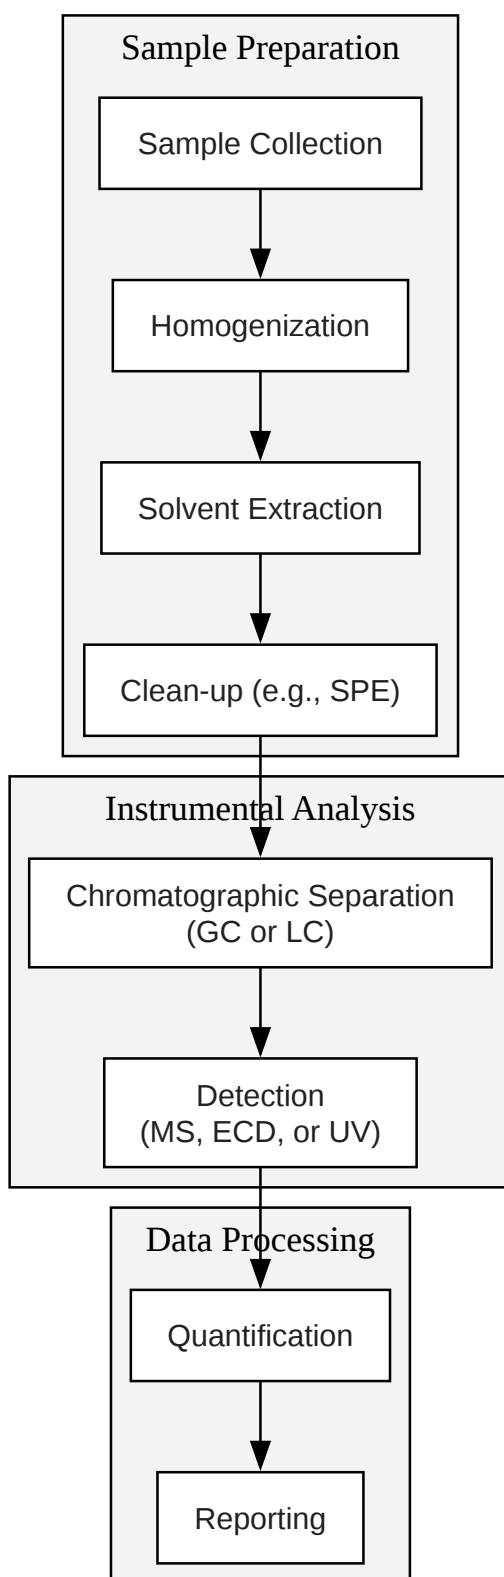 Sample Preparation
Sample Collection
Homogenization
Solvent Extraction
Clean-up (e.g., SPE)
Instrumental Analysis
Chromatographic Separation
(GC or LC)
Detection
(MS, ECD, or UV)
Data Processing
Quantification
Reporting